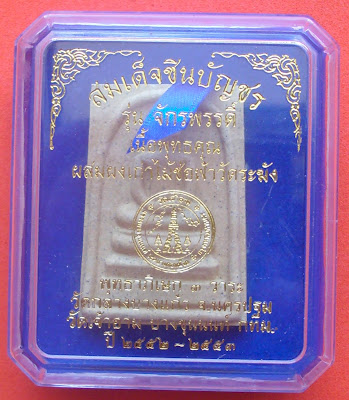 สมเด็จชินบัญชร
รุ่น จักรพรรดิ์
เนื้อพุทธคุณ
ผสมผงเก่าไม้ช่อฟ้าวัดระฆัง
พุทธาภิเษก ๓ วาระ
วัดกลางบางแก้ว จ.นครปฐม
วัดเจ้าอาม บางขุนนนท์ กทม.
ปี ๒๕๕๒ - ๒๕๕๓